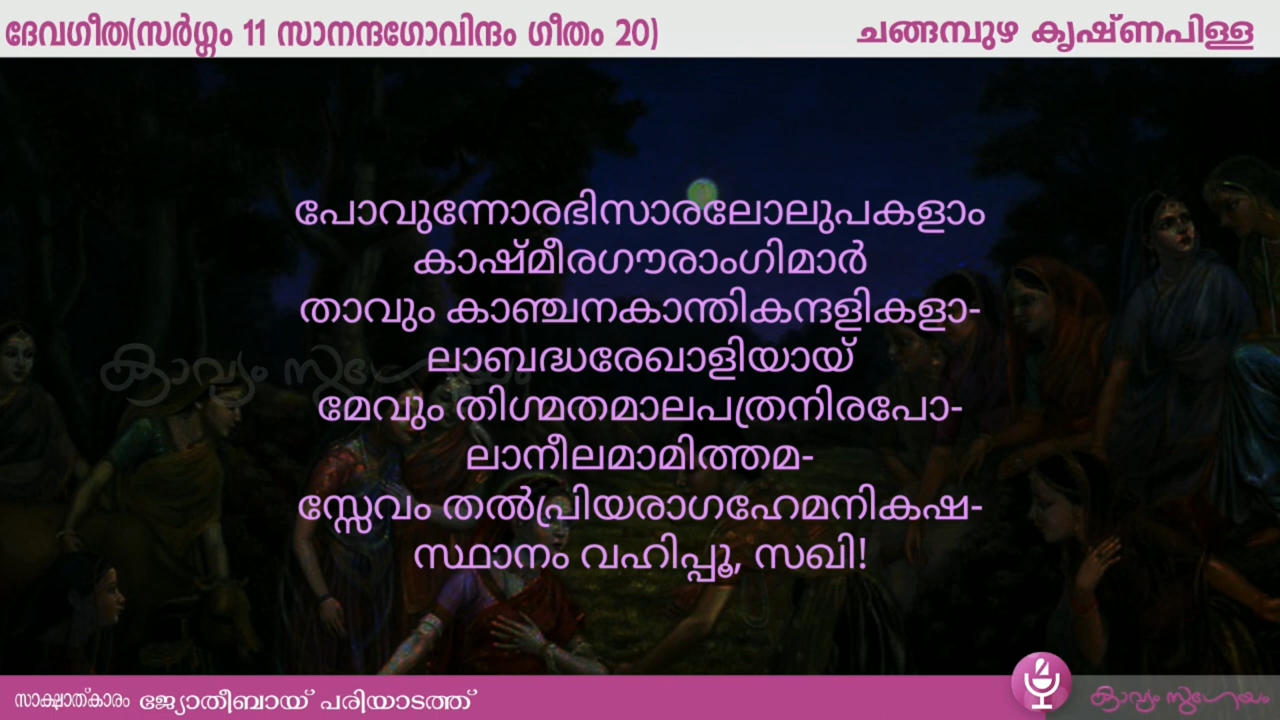 ദേവഗീത(സർഗ്ഗം 11 സാനന്ദഗോവിന്ദം ഗീതം 20)
ചങ്ങമ്പുഴ കൃഷ്ണപിള്ള
പോവുന്നോരഭിസാരലോലുപകളാം
കാഷ്മീരഗൗരാംഗിമാർ
താവും കാഞ്ചനകാന്തികന്ദളികളാ-
ലാബദ്ധരേഖാളിയായ്
മേവും തിഗ്മതമാലപത്രനിരപോ-
ലാനീലമാമിത്തമ-
സ്സേവം തൽപ്രിയരാഗഹേമനികഷ-
സ്ഥാനം വഹിപ്പൂ, സഖി!
കാവ്യം സുഗേയം
സാക്ഷാത്കാരം ജ്യോതീബായ് പരിയാടത്ത്
കാവ്യം സുഗേയം